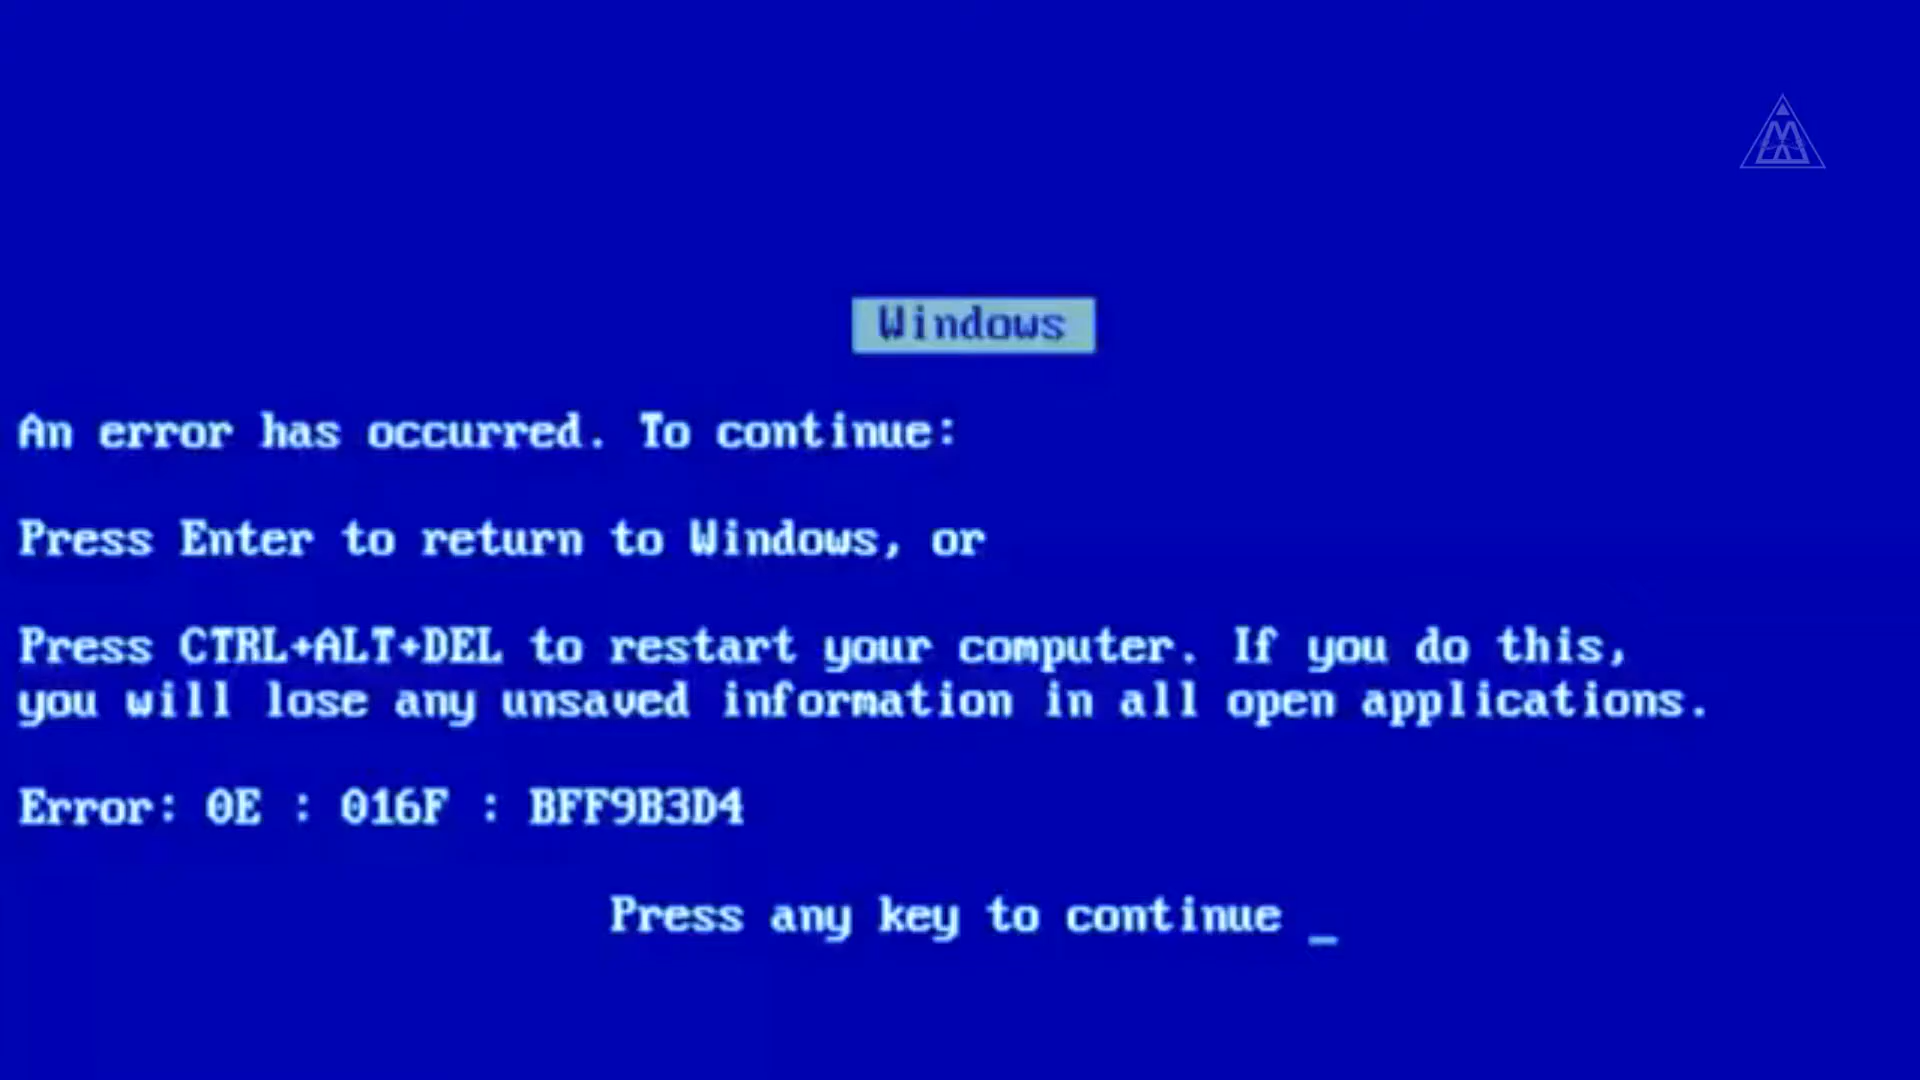 Windows
An error has occurred. To continue:
Press Enter to return to Windows, or
Press CTRL+ALT+DEL to restart your computer. If you do this,
you will lose any unsaved information in all open applications.
Error: 0E : 016F : BFF9B3D4
Press any key to continue _